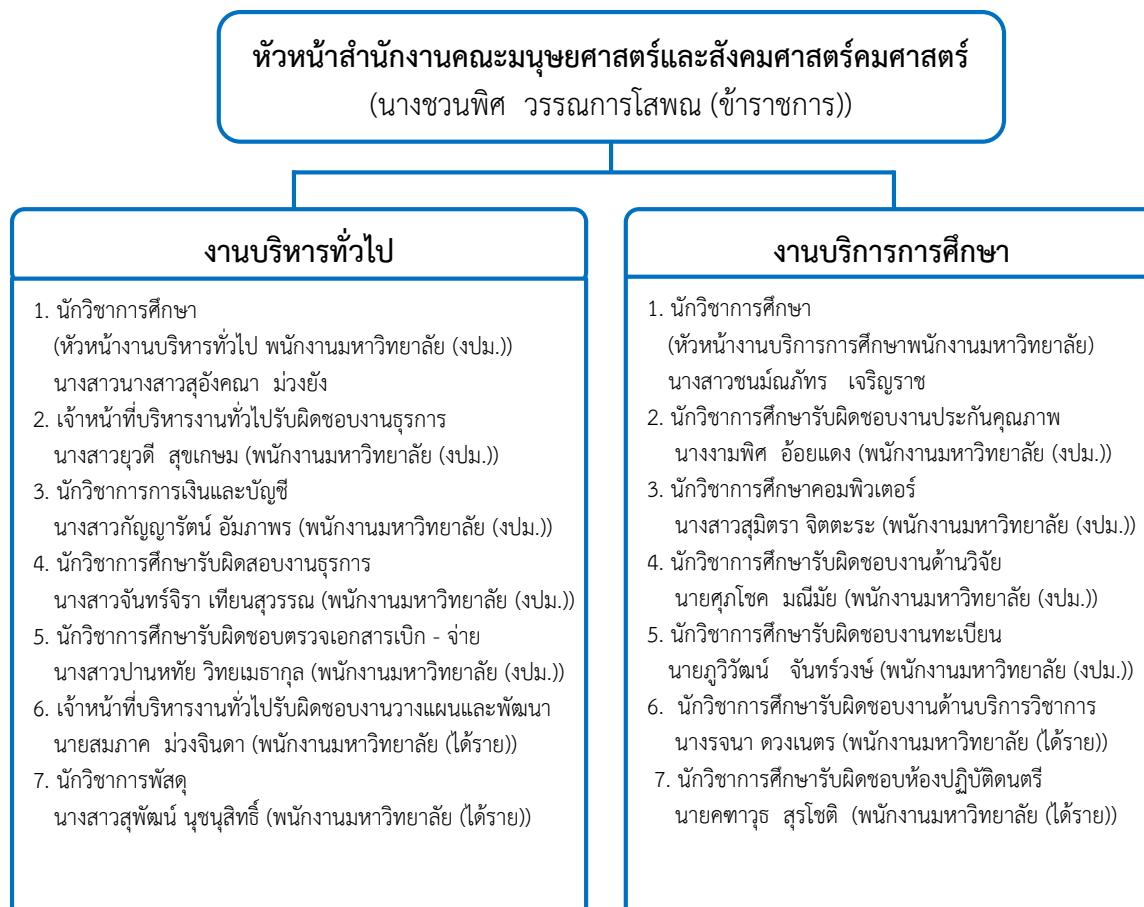 หัวหน้าสำนักงานคณะมนุษยศาสตร์และสังคมศาสตร์คมศาสตร์
(นางชวนพิศ วรรณการโสพณ (ข้าราชการ))
งานบริหารทั่วไป
1. นักวิชาการศึกษา
(หัวหน้างานบริหารทั่วไป พนักงานมหาวิทยาลัย (งปม.))
นางสาวนางสาวสุอังคณา ม่วงยัง
2. เจ้าหน้าที่บริหารงานทั่วไปรับผิดชอบงานธุรการ
นางสาวยุวดี สุขเกษม (พนักงานมหาวิทยาลัย (งปม.))
3. นักวิชาการการเงินและบัญชี
นางสาวกัญญารัตน์ อัมภาพร (พนักงานมหาวิทยาลัย (งปม.))
4. นักวิชาการศึกษารับผิดสอบงานธุรการ
นางสาวจันทร์จิรา เทียนสุวรรณ (พนักงานมหาวิทยาลัย (งปม.))
5. นักวิชาการศึกษารับผิดชอบตรวจเอกสารเบิก - จ่าย
นางสาวปานหทัย วิทยเมธากุล (พนักงานมหาวิทยาลัย (งปม.))
6. เจ้าหน้าที่บริหารงานทั่วไปรับผิดชอบงานวางแผนและพัฒนา
นายสมภาค ม่วงจินดา (พนักงานมหาวิทยาลัย (ได้ราย))
7. นักวิชาการพัสดุ
นางสาวสุพัฒน์ นุชนุสิทธิ์ (พนักงานมหาวิทยาลัย (ได้ราย))
งานบริการการศึกษา
1. นักวิชาการศึกษา
(หัวหน้างานบริการการศึกษาพนักงานมหาวิทยาลัย)
นางสาวชนม์ณภัทร เจริญราช
2. นักวิชาการศึกษารับผิดชอบงานประกันคุณภาพ
นางงามพิศ อ้อยแดง (พนักงานมหาวิทยาลัย (งปม.))
3. นักวิชาการศึกษาคอมพิวเตอร์
นางสาวสุมิตรา จิตตะระ (พนักงานมหาวิทยาลัย (งปม.))
4. นักวิชาการศึกษารับผิดชอบงานด้านวิจัย
นายศุภโชค มณีมัย (พนักงานมหาวิทยาลัย (งปม.))
5. นักวิชาการศึกษารับผิดชอบงานทะเบียน
นายภูวิวัฒน์ จันทร์วงษ์ (พนักงานมหาวิทยาลัย (งปม.))
6. นักวิชาการศึกษารับผิดชอบงานด้านบริการวิชาการ
นางรจนา ดวงเนตร (พนักงานมหาวิทยาลัย (ได้ราย))
7. นักวิชาการศึกษารับผิดชอบห้องปฏิบัติดนตรี
นายคฑาวุธ สุรโชติ (พนักงานมหาวิทยาลัย (ได้ราย))